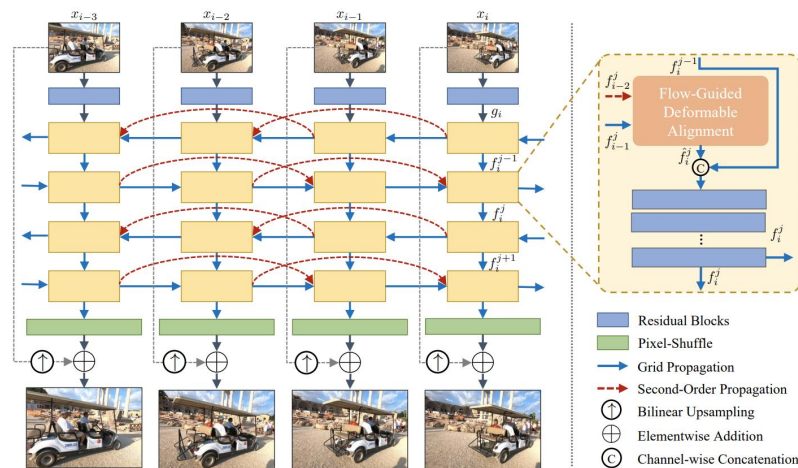 x_{i-3}
x_{i-2}
x_{i-1}
x_i
g_i
f_i^{j-1}
f_i^j
f_i^{j+1}
f_i^{j-1}
f_{i-2}^j
f_{i-1}^j
Flow-Guided
Deformable
Alignment
\hat{f}_i^j
C
f_i^j
f_i^j
Residual Blocks
Pixel-Shuffle
Grid Propagation
Second-Order Propagation
Bilinear Upsampling
Elementwise Addition
C
Channel-wise Concatenation